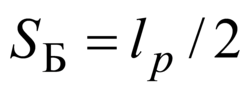 S_Б = l_p / 2